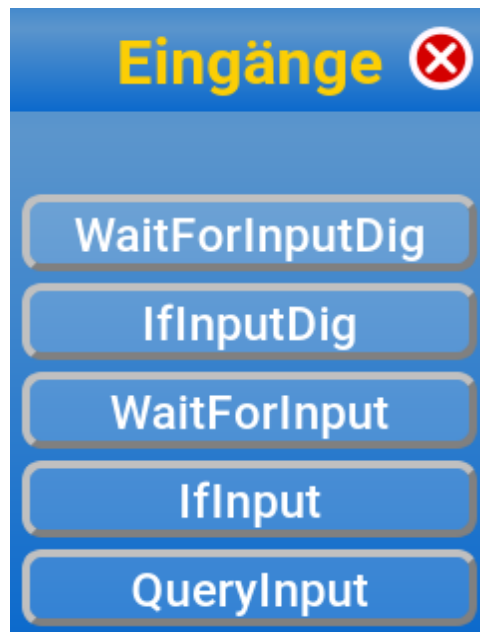 Eingänge
WaitForInputDig
IfInputDig
WaitForInput
IfInput
QueryInput